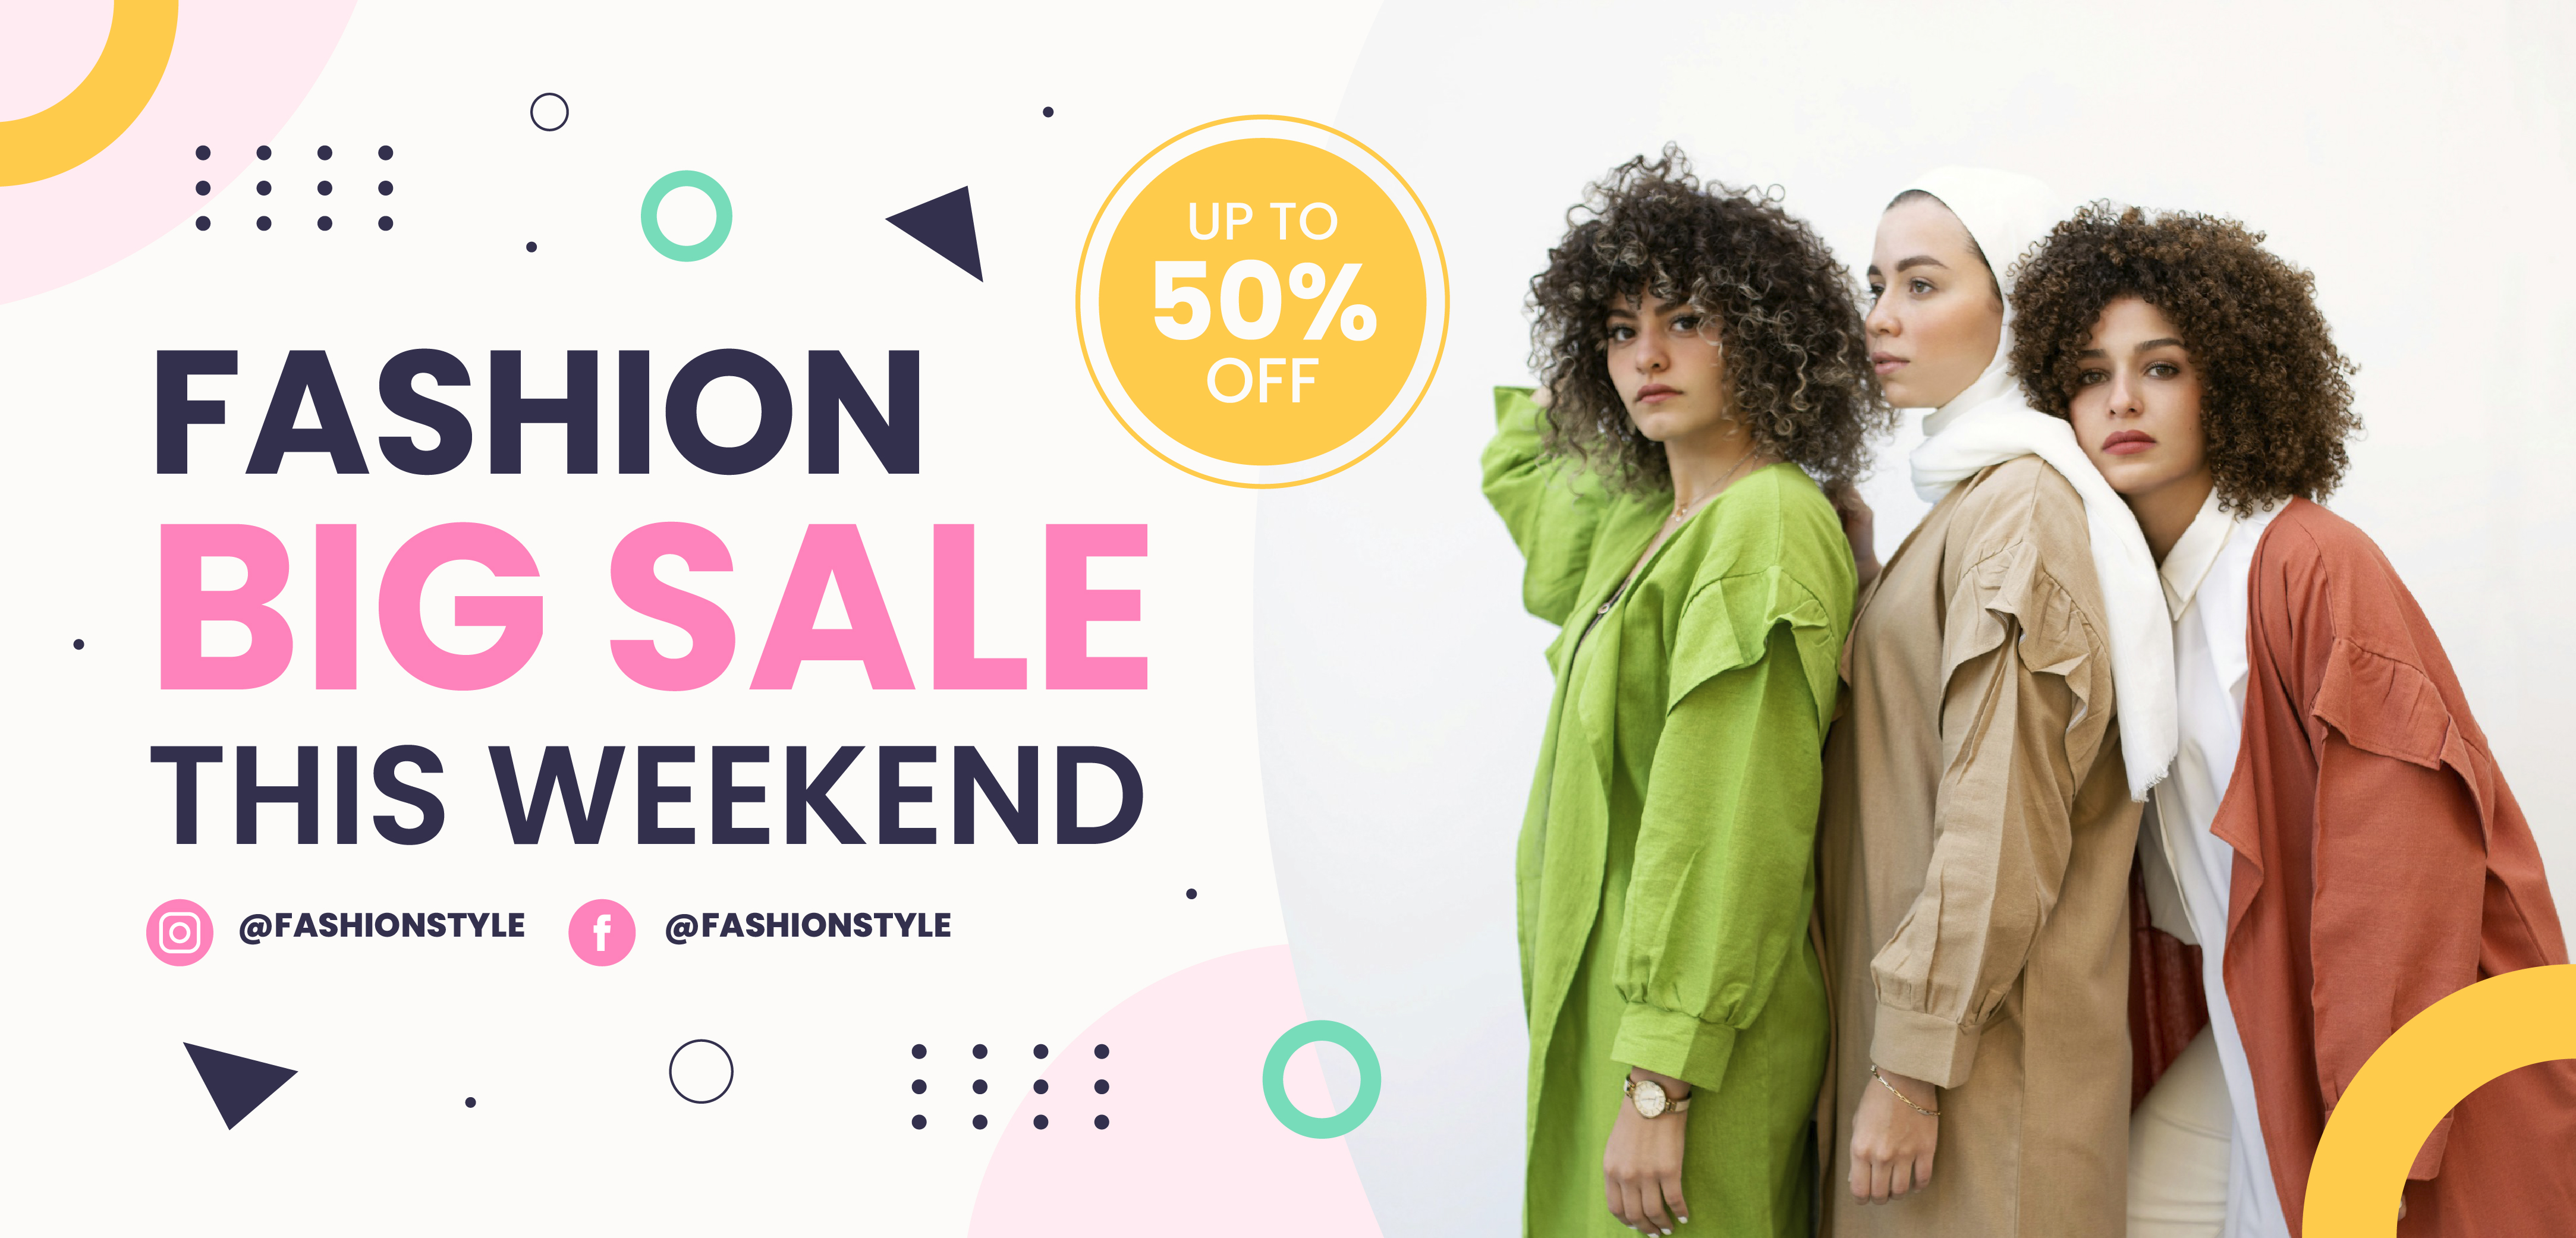 UP TO
50%
OFF
FASHION
BIG SALE
THIS WEEKEND
@FASHIONSTYLE @FASHIONSTYLE